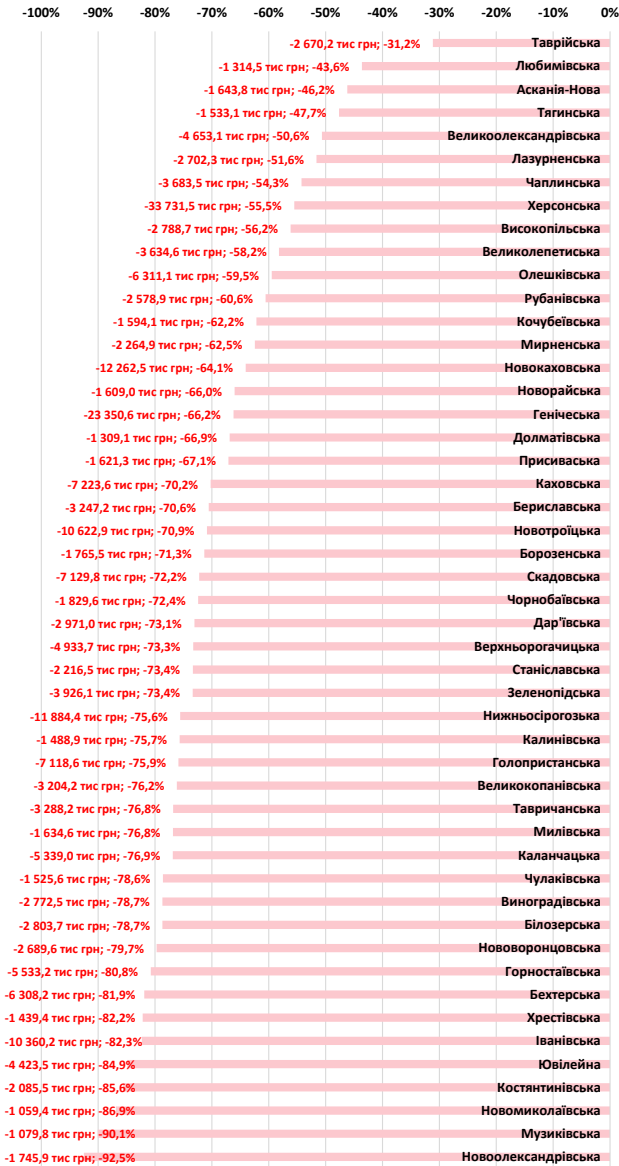 -100% -90% -80% -70% -60% -50% -40% -30% -20% -10% 0%
-2 670,2 тис грн; -31,2% Таврійська
-1 314,5 тис грн; -43,6% Любимівська
-1 643,8 тис грн; -46,2% Асканія-Нова
-1 533,1 тис грн; -47,7% Тягинська
-4 653,1 тис грн; -50,6% Великоолександрівська
-2 702,3 тис грн; -51,6% Лазурненська
-3 683,5 тис грн; -54,3% Чаплинська
-33 731,5 тис грн; -55,5% Херсонська
-2 788,7 тис грн; -56,2% Високопільська
-3 634,6 тис грн; -58,2% Великолепетиська
-6 311,1 тис грн; -59,5% Олешківська
-2 578,9 тис грн; -60,6% Рубанівська
-1 594,1 тис грн; -62,2% Кочубеївська
-2 264,9 тис грн; -62,5% Мирненська
-12 262,5 тис грн; -64,1% Новокаховська
-1 609,0 тис грн; -66,0% Новорайська
-23 350,6 тис грн; -66,2% Генічеська
-1 309,1 тис грн; -66,9% Долматівська
-1 621,3 тис грн; -67,1% Присиваська
-7 223,6 тис грн; -70,2% Каховська
-3 247,2 тис грн; -70,6% Бериславська
-10 622,9 тис грн; -70,9% Новотроїцька
-1 765,5 тис грн; -71,3% Борозенська
-7 129,8 тис грн; -72,2% Скадовська
-1 829,6 тис грн; -72,4% Чорнобаївська
-2 971,0 тис грн; -73,1% Дар'ївська
-4 933,7 тис грн; -73,3% Верхньорогачицька
-2 216,5 тис грн; -73,4% Станіславська
-3 926,1 тис грн; -73,4% Зеленопідська
-11 884,4 тис грн; -75,6% Нижньосірогозька
-1 488,9 тис грн; -75,7% Калинівська
-7 118,6 тис грн; -75,9% Голопристанська
-3 204,2 тис грн; -76,2% Великокопанівська
-3 288,2 тис грн; -76,8% Тавричанська
-1 634,6 тис грн; -76,8% Милівська
-5 339,0 тис грн; -76,9% Каланчацька
-1 525,6 тис грн; -78,6% Чулаківська
-2 772,5 тис грн; -78,7% Виноградівська
-2 803,7 тис грн; -78,7% Білозерська
-2 689,6 тис грн; -79,7% Нововоронцовська
-5 533,2 тис грн; -80,8% Горностаївська
-6 308,2 тис грн; -81,9% Бехтерська
-1 439,4 тис грн; -82,2% Хрестівська
-10 360,2 тис грн; -82,3% Іванівська
-4 423,5 тис грн; -84,9% Ювілейна
-2 085,5 тис грн; -85,6% Костянтинівська
-1 059,4 тис грн; -86,9% Новомиколаївська
-1 079,8 тис грн; -90,1% Музиківська
-1 745,9 тис грн; -92,5% Новоолександрівська